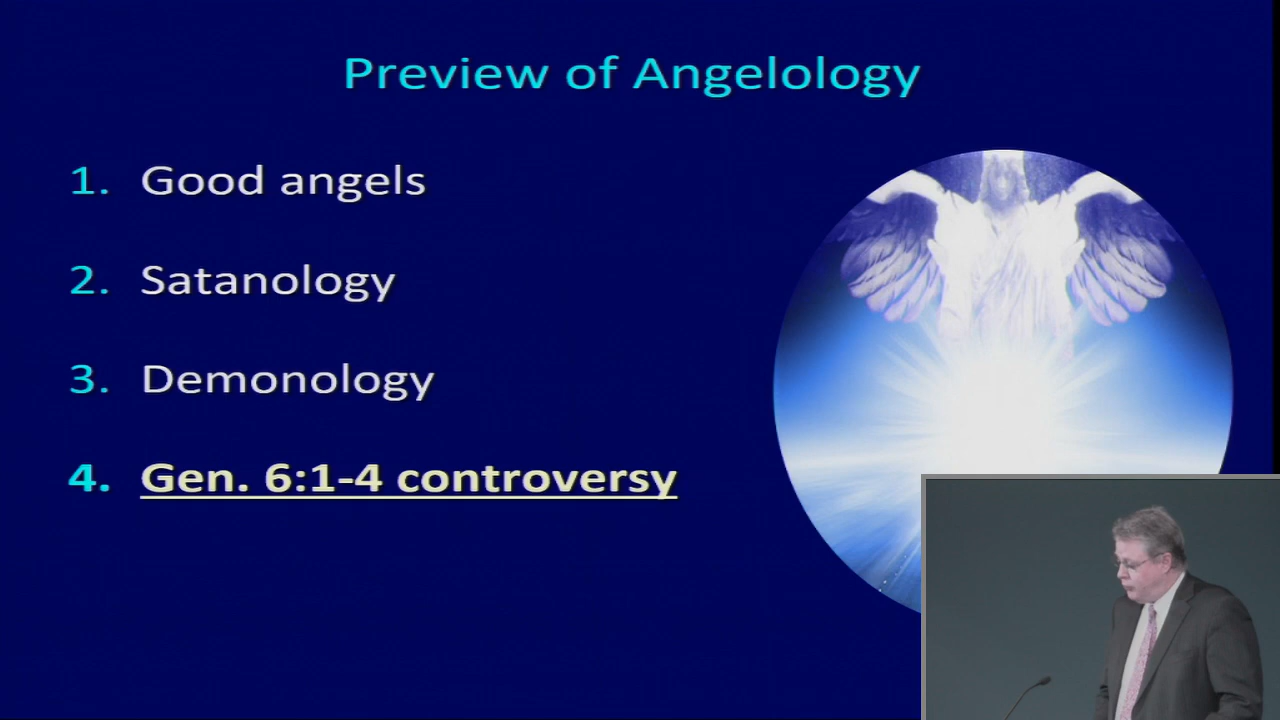 Preview of Angelology
1. Good angels
2. Satanology
3. Demonology
4. Gen. 6:1-4 controversy